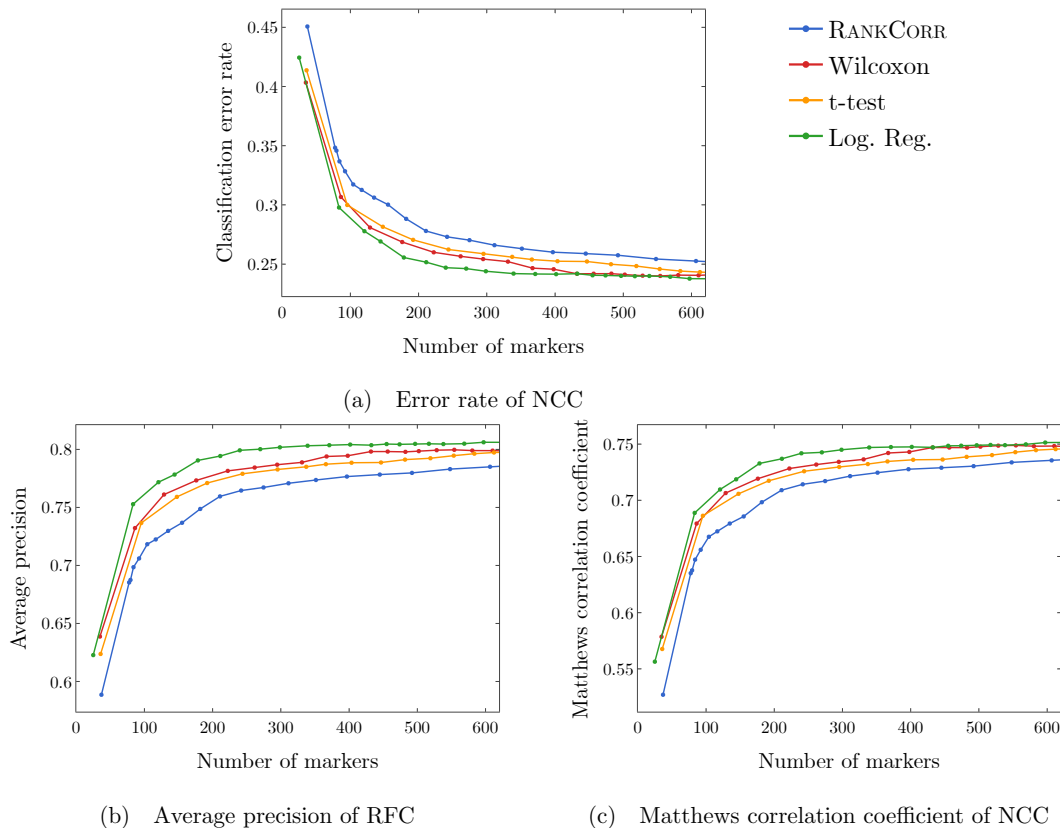 0.45
0.4
0.35
0.3
0.25
0 100 200 300 400 500 600
Classification error rate
Number of markers
RANKCORR
Wilcoxon
t-test
Log. Reg.
(a) Error rate of NCC
0.8
0.75
0.7
0.65
0.6
0 100 200 300 400 500 600
Average precision
Number of markers
(b) Average precision of RFC
0.75
0.7
0.65
0.6
0.55
0 100 200 300 400 500 600
Matthews correlation coefficient
Number of markers
(c) Matthews correlation coefficient of NCC